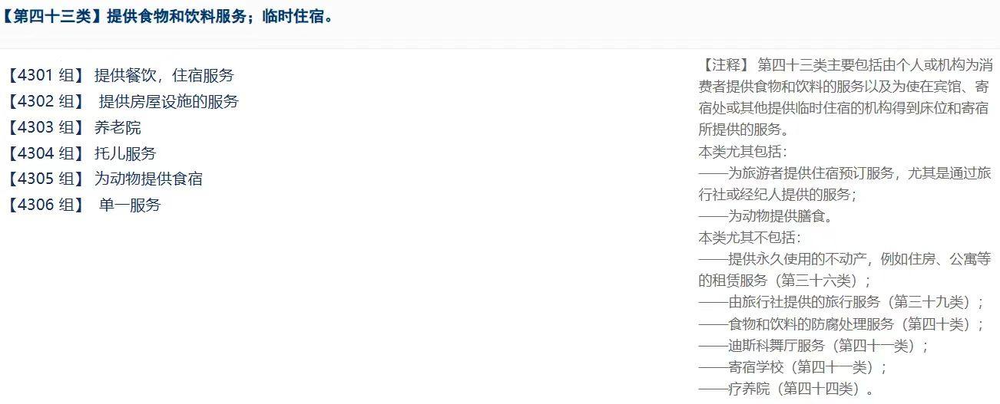 【第四十三类】提供食物和饮料服务；临时住宿。
【4301 组】 提供餐饮，住宿服务
【4302 组】 提供房屋设施的服务
【4303 组】 养老院
【4304 组】 托儿服务
【4305 组】 为动物提供食宿
【4306 组】 单一服务
【注释】 第四十三类主要包括由个人或机构为消
费者提供食物和饮料的服务以及为使在宾馆、寄
宿处或其他提供临时住宿的机构得到床位和寄宿
所提供的服务。
本类尤其包括：
——为旅游者提供住宿预订服务，尤其是通过旅
行社或经纪人提供的服务；
——为动物提供膳食。
本类尤其不包括：
——提供永久使用的不动产，例如住房、公寓等
的租赁服务（第三十六类）；
——由旅行社提供的旅行服务（第三十九类）；
——食物和饮料的防腐处理服务（第四十类）；
——迪斯科舞厅服务（第四十一类）；
——寄宿学校（第四十一类）；
——疗养院（第四十四类）。